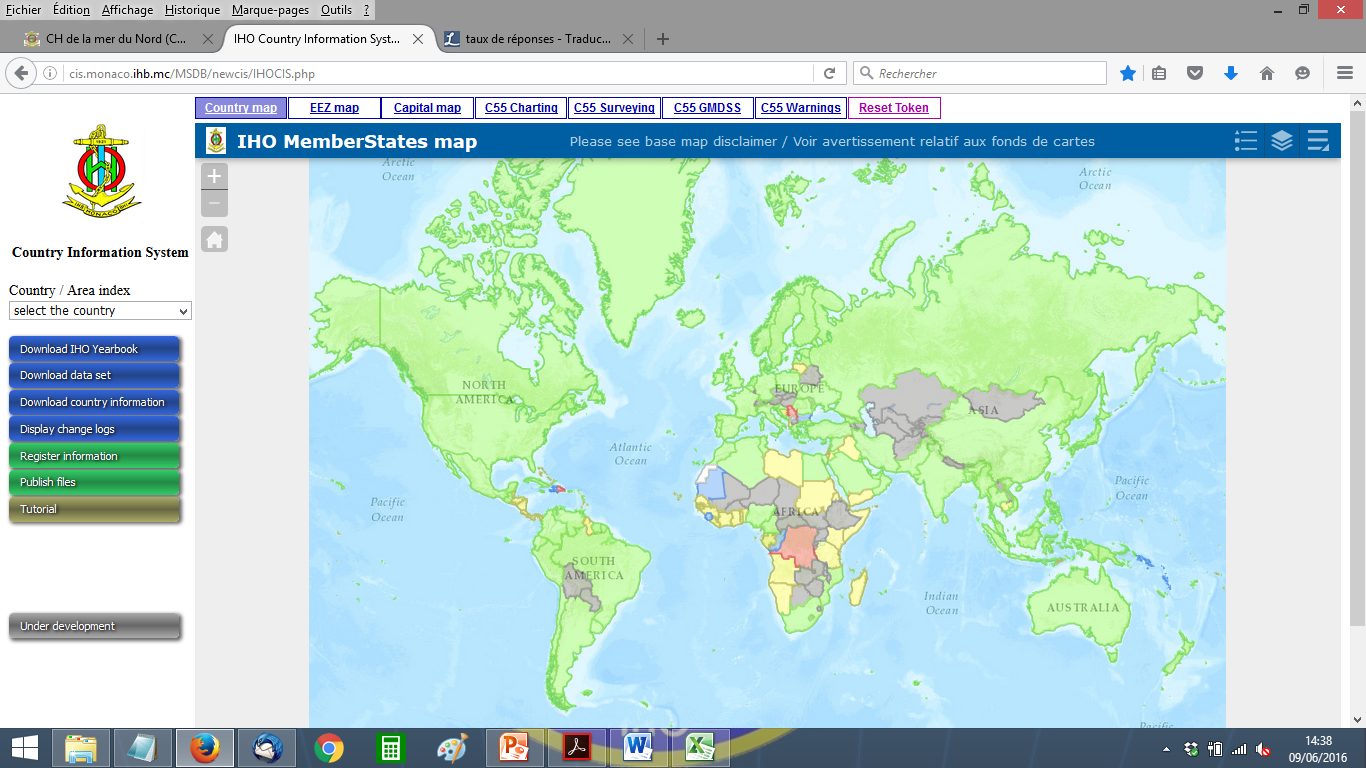 Fichier Édition Affichage Historique Marque-pages Outils ?
CH de la mer du Nord (C...
IHO Country Information Syst...
taux de réponses - Traduc...
cis.monaco.ihb.mc/MSDB/newcis/IHOCIS.php
Rechercher
Country map
EEZ map
Capital map
C55 Charting
C55 Surveying
C55 GMDSS
C55 Warnings
Reset Token
IHO MemberStates map
Please see base map disclaimer / Voir avertissement relatif aux fonds de cartes
Country Information System
Country / Area index
select the country
Download IHO Yearbook
Download data set
Download country information
Display change logs
Register information
Publish files
Tutorial
Under development
Arctic
Ocean
Arctic
Ocean
NORTH
AMERICA
EUROPE
ASIA
Atlantic
Ocean
Pacific
Ocean
Pacific
Ocean
AFRICA
SOUTH
AMERICA
Indian
Ocean
AUSTRALIA
Pacific
14:38
09/06/2016